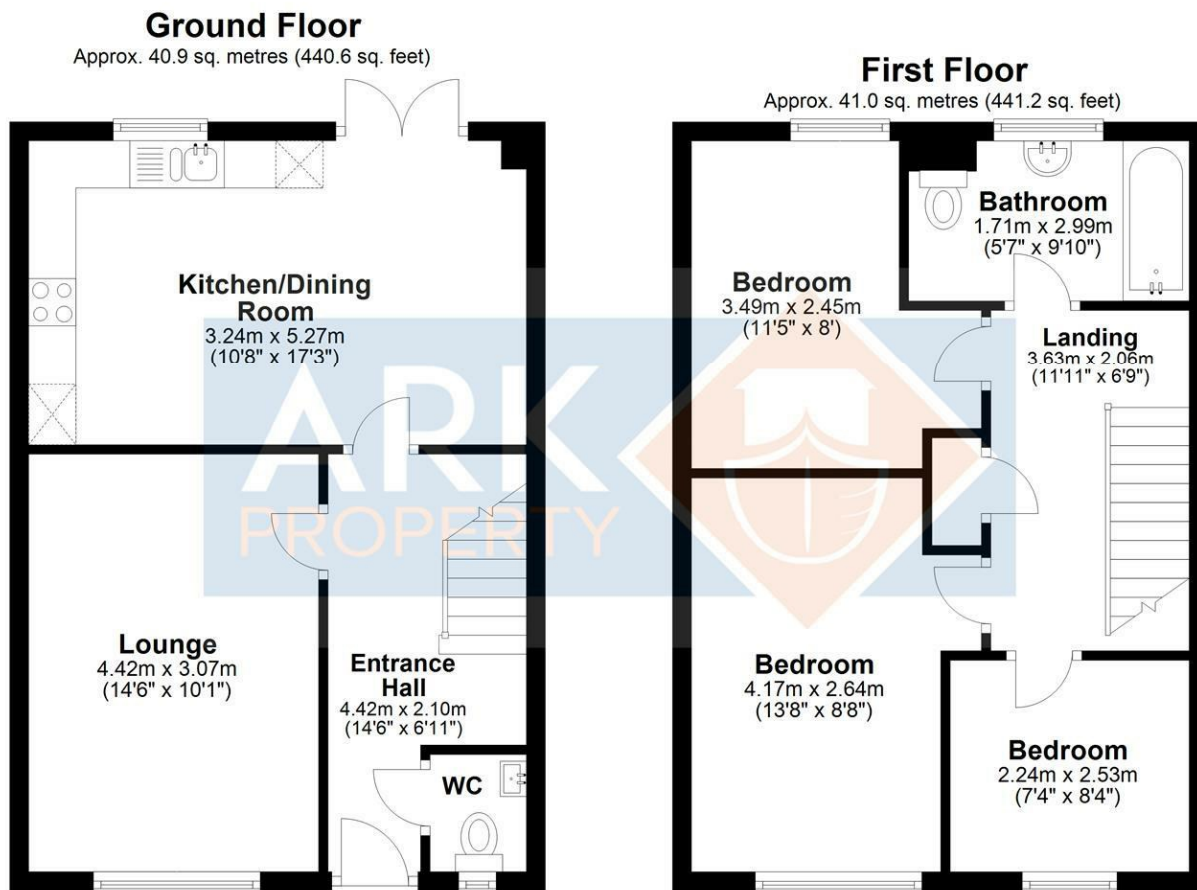 Ground Floor
Approx. 40.9 sq. metres (440.6 sq. feet)
Kitchen/Dining
Room
3.24m x 5.27m
(10'8" x 17'3")
Lounge
4.42m x 3.07m
(14'6" x 10'1")
Entrance
Hall
4.42m x 2.10m
(14'6" x 6'11")
WC
First Floor
Approx. 41.0 sq. metres (441.2 sq. feet)
Bathroom
1.71m x 2.99m
(5'7" x 9'10")
Bedroom
3.49m x 2.45m
(11'5" x 8')
Landing
3.63m x 2.06m
(11'11" x 6'9")
Bedroom
4.17m x 2.64m
(13'8" x 8'8")
Bedroom
2.24m x 2.53m
(7'4" x 8'4")
ARK
PROPERTY